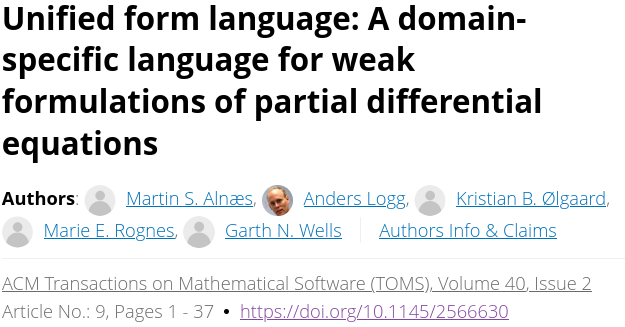 Unified form language: A domain-
specific language for weak
formulations of partial differential
equations
Authors: Martin S. Alnæs, Anders Logg, Kristian B. Ølgaard,
Marie E. Rognes, Garth N. Wells Authors Info & Claims
ACM Transactions on Mathematical Software (TOMS), Volume 40, Issue 2
Article No.: 9, Pages 1 - 37 • https://doi.org/10.1145/2566630